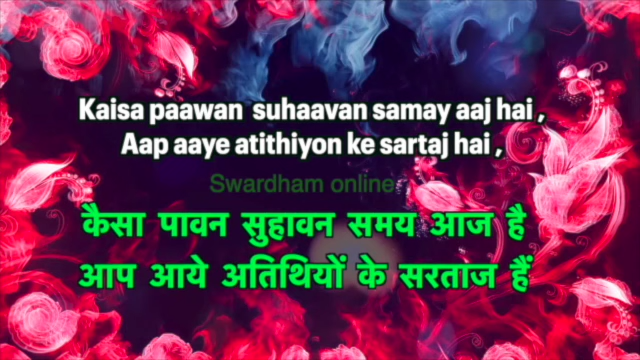 Kaisa paawan suhaavan samay aaj hai ,
Aap aaye atithiyon ke sartaj hai ,
Swardham online
कैसा पावन सुहावन समय आज है
आप आये अतिथियों के सरताज हैं